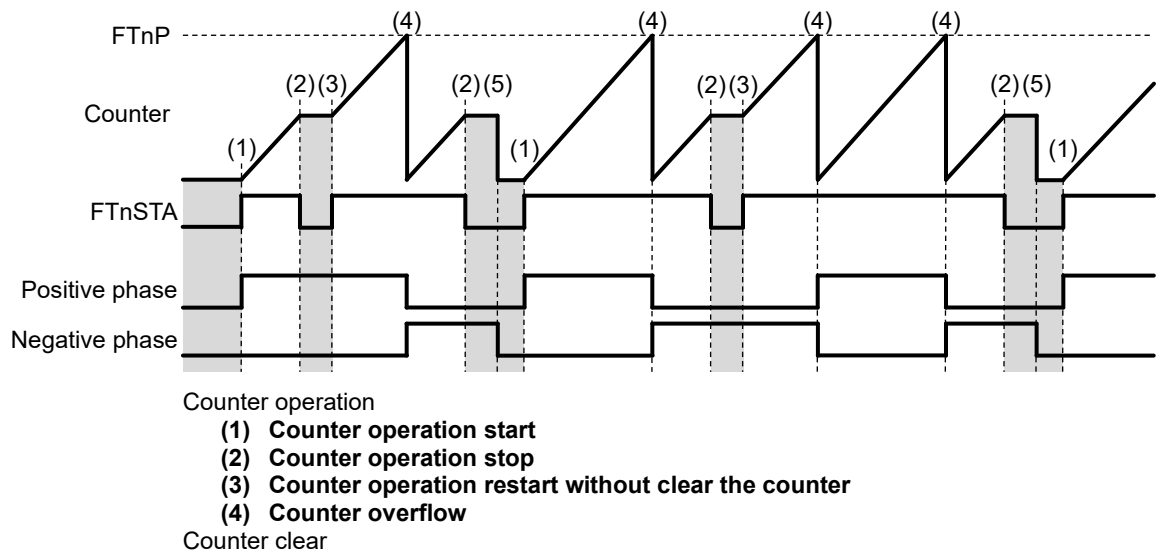 (4) (4) (4) (4)
FTnP
(2) (3) (2) (5) (2) (3) (2) (5)
Counter
(1) (1) (1)
FTnSTA
Positive phase
Negative phase
Counter operation
(1) Counter operation start
(2) Counter operation stop
(3) Counter operation restart without clear the counter
(4) Counter overflow
Counter clear